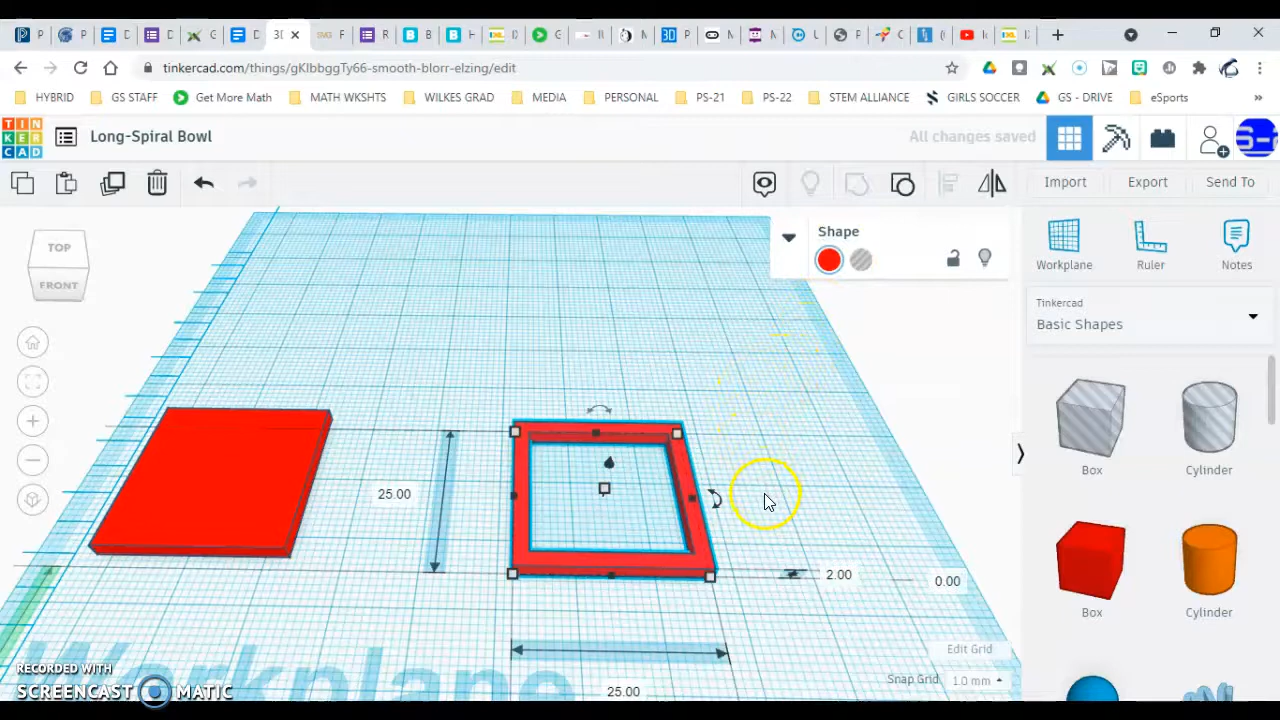 tinkercad.com/things/gKlbbggTy66-smooth-blorr-elzing/edit
HYBRID GS STAFF Get More Math MATH WKSHTS WILKES GRAD MEDIA PERSONAL PS-21 PS-22 STEM ALLIANCE GIRLS SOCCER GS - DRIVE eSports »
TIN
KER
CAD
Long-Spiral Bowl
All changes saved
Import Export Send To
TOP
FRONT
Shape
Workplane Ruler Notes
Tinkercad
Basic Shapes
Box Cylinder
Box Cylinder
25.00
2.00
0.00
25.00
Workplane
Edit Grid
Snap Grid 1.0 mm
RECORDED WITH
SCREENCAST MATIC